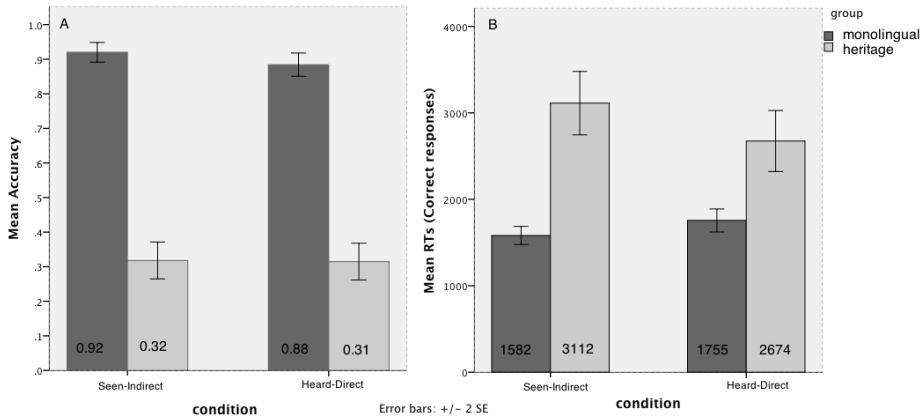 A
Mean Accuracy
1.0
.9
.8
.7
.6
.5
.4
.3
.2
.1
.0
0.92
0.32
0.88
0.31
Seen-Indirect
Heard-Direct
condition
Error bars: +/- 2 SE
B
Mean RTs (Correct responses)
4000
3000
2000
1000
0
1582
3112
1755
2674
Seen-Indirect
Heard-Direct
condition
group
monolingual
heritage